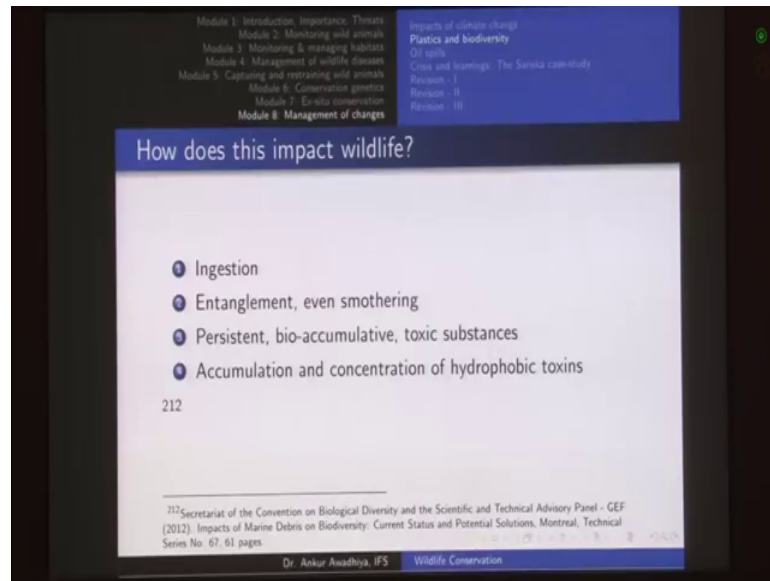 Module 1: Introduction, Importance, Threats
Module 2: Monitoring wild animals
Module 3: Monitoring & managing habitats
Module 4: Management of wildlife diseases
Module 5: Capturing and restraining wild animals
Module 6: Conservation genetics
Module 7: Ex-situ conservation
Module 8: Management of changes
Impacts of climate change
Plastics and biodiversity
Oil spills
Crisis and learnings: The Sariska case-study
Revision - I
Revision - II
Revision - III
How does this impact wildlife?
1 Ingestion
2 Entanglement, even smothering
3 Persistent, bio-accumulative, toxic substances
4 Accumulation and concentration of hydrophobic toxins
212
212Secretariat of the Convention on Biological Diversity and the Scientific and Technical Advisory Panel - GEF
(2012). Impacts of Marine Debris on Biodiversity: Current Status and Potential Solutions, Montreal, Technical
Series No. 67, 61 pages
Dr. Ankur Awadhiya, IFS
Wildlife Conservation